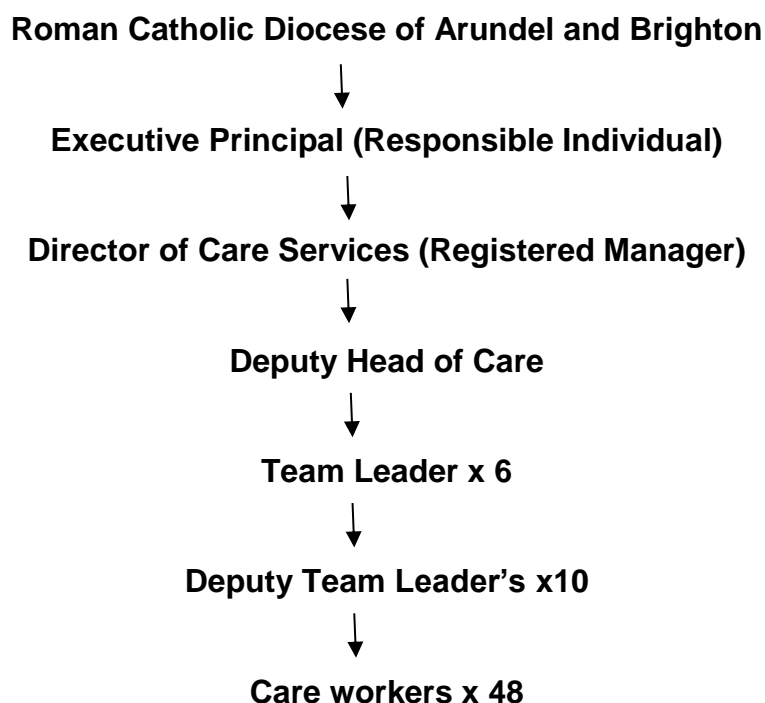 Roman Catholic Diocese of Arundel and Brighton
Executive Principal (Responsible Individual)
Director of Care Services (Registered Manager)
Deputy Head of Care
Team Leader x 6
Deputy Team Leader’s x10
Care workers x 48